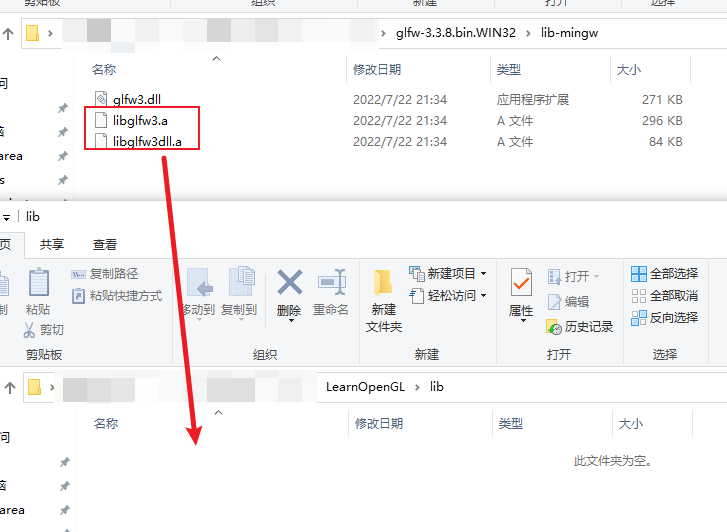 剪贴板 组织 新建 打开 选择
glfw-3.3.8.bin.WIN32 lib-mingw
名称 修改日期 类型 大小
glfw3.dll 2022/7/22 21:34 应用程序扩展 271 KB
libglfw3.a 2022/7/22 21:34 A 文件 296 KB
libglfw3dll.a 2022/7/22 21:34 A 文件 84 KB
问
脑
area
s
lib
页 共享 查看
制 粘贴 复制路径
粘贴快捷方式
剪切
移动到 复制到 删除 重命名
新建
文件夹
新建项目
轻松访问
属性
打开
编辑
历史记录
全部选择
全部取消
反向选择
剪贴板 组织 新建 打开 选择
LearnOpenGL lib
名称 修改日期 类型 大小
此文件夹为空。
问
脑
area